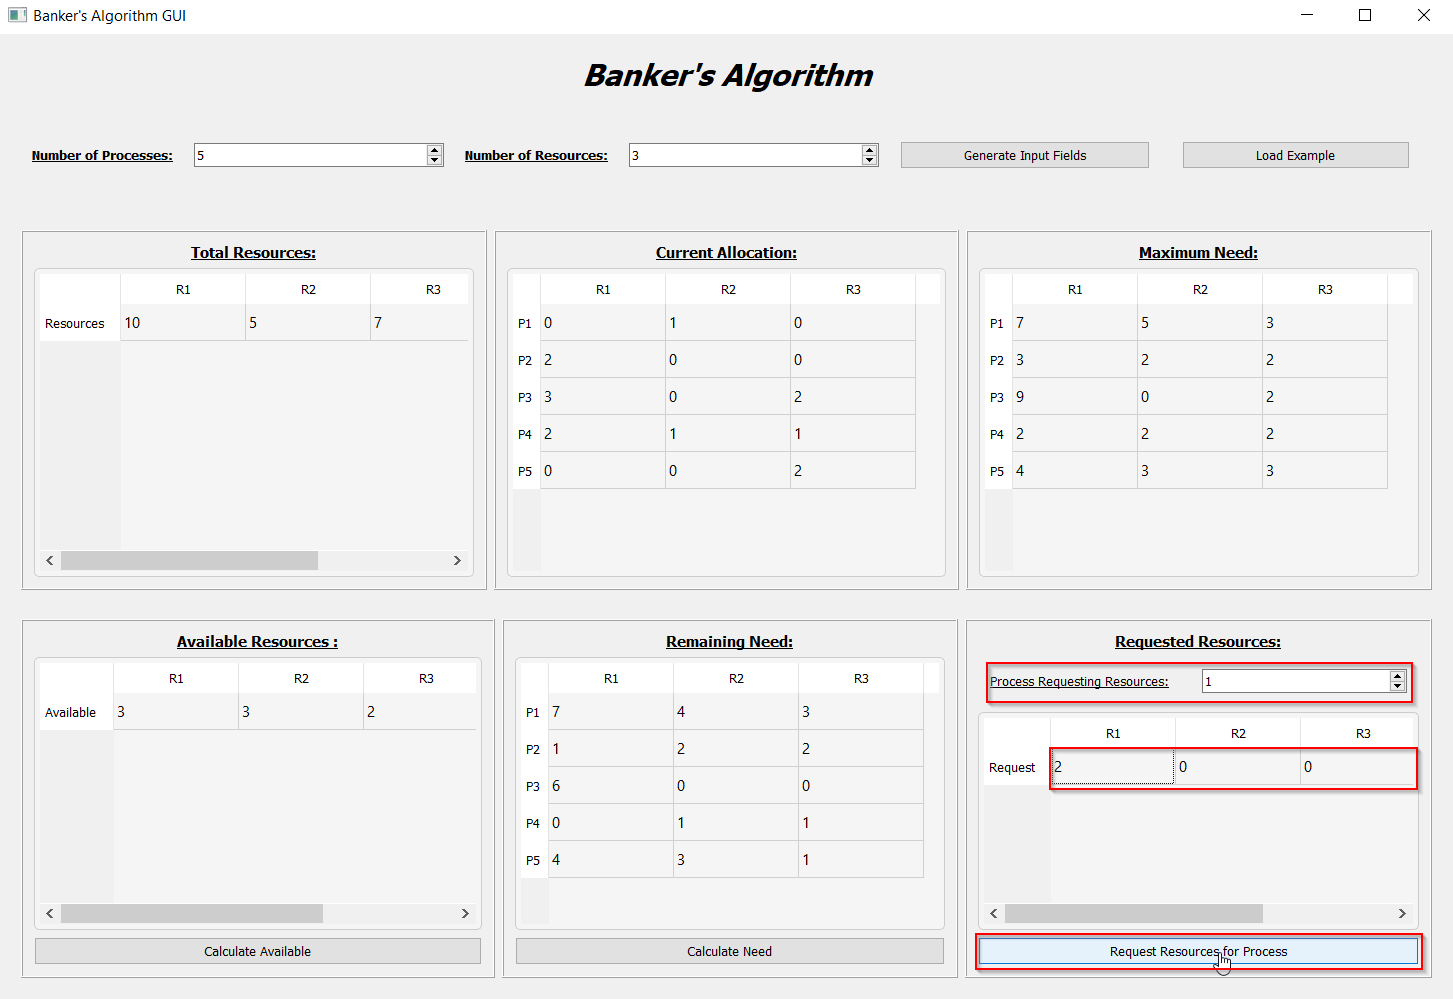 Banker's Algorithm GUI
Banker's Algorithm
Number of Processes: 5 Number of Resources: 3 Generate Input Fields Load Example
Total Resources:
R1 R2 R3
Resources 10 5 7
Current Allocation:
R1 R2 R3
P1 0 1 0
P2 2 0 0
P3 3 0 2
P4 2 1 1
P5 0 0 2
Maximum Need:
R1 R2 R3
P1 7 5 3
P2 3 2 2
P3 9 0 2
P4 2 2 2
P5 4 3 3
Available Resources :
R1 R2 R3
Available 3 3 2
Calculate Available
Remaining Need:
R1 R2 R3
P1 7 4 3
P2 1 2 2
P3 6 0 0
P4 0 1 1
P5 4 3 1
Calculate Need
Requested Resources:
Process Requesting Resources: 1
R1 R2 R3
Request 2 0 0
Request Resources for Process